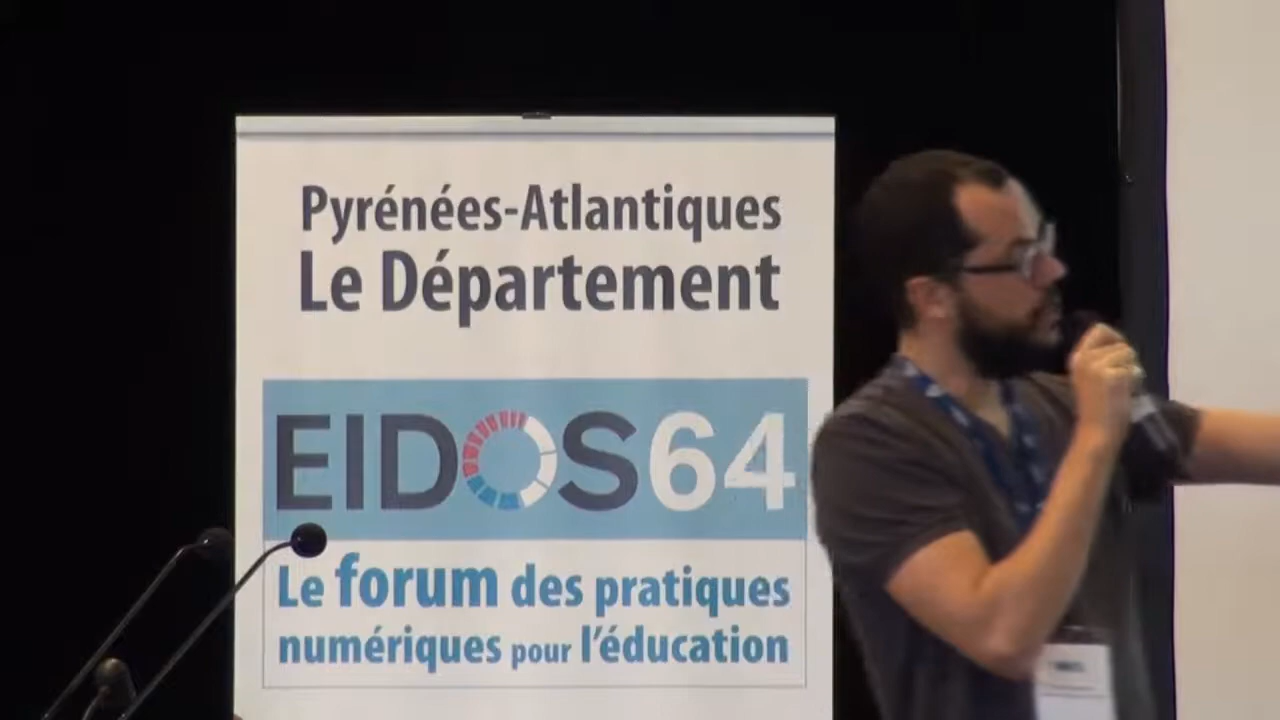 Pyrénées-Atlantiques
Le Département
EIDOS64
Le forum des pratiques
numériques pour l'éducation